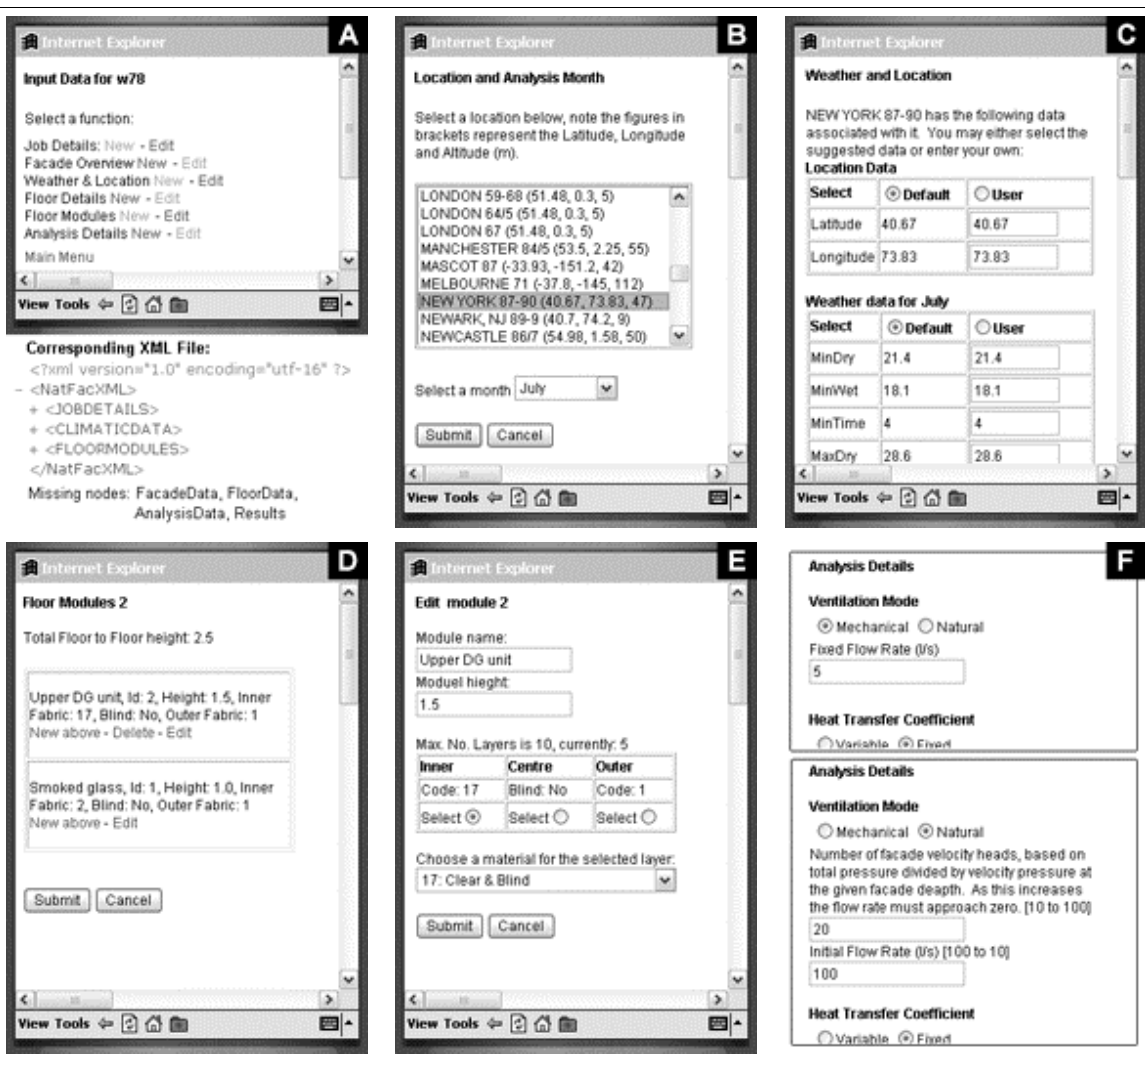 A
Internet Explorer
Input Data for w78
Select a function:
Job Details: New - Edit
Facade Overview New - Edit
Weather & Location New - Edit
Floor Details New - Edit
Floor Modules New - Edit
Analysis Details New - Edit
Main Menu
View Tools
Corresponding XML File:
<?xml version="1.0" encoding="utf-16" ?>
- <NatFacXML>
+ <JOBDETAILS>
+ <CLIMATICDATA>
+ <FLOORMODULES>
</NatFacXML>
Missing nodes: FacadeData, FloorData,
AnalysisData, Results
B
Internet Explorer
Location and Analysis Month
Select a location below, note the figures in
brackets represent the Latitude, Longitude
and Altitude (m).
LONDON 59-68 (51.48, 0.3, 5)
LONDON 64/5 (51.48, 0.3, 5)
LONDON 67 (51.48, 0.3, 5)
MANCHESTER 84/5 (53.5, 2.25, 55)
MASCOT 87 (-33.93, -151.2, 42)
MELBOURNE 71 (-37.8, -145, 112)
NEW YORK 87-90 (40.67, 73.83, 47)
NEWARK, NJ 89-9 (40.7, 74.2, 9)
NEWCASTLE 86/7 (54.98, 1.58, 50)
Select a month July
Submit Cancel
View Tools
C
Internet Explorer
Weather and Location
NEW YORK 87-90 has the following data
associated with it. You may either select the
suggested data or enter your own:
Location Data
Select Default User
Latitude 40.67 40.67
Longitude 73.83 73.83
Weather data for July
Select Default User
MinDry 21.4 21.4
MinWet 18.1 18.1
MinTime 4 4
MaxDry 28.6 28.6
View Tools
D
Internet Explorer
Floor Modules 2
Total Floor to Floor height: 2.5
Upper DG unit, Id: 2, Height: 1.5, Inner
Fabric: 17, Blind: No, Outer Fabric: 1
New above - Delete - Edit
Smoked glass, Id: 1, Height: 1.0, Inner
Fabric: 2, Blind: No, Outer Fabric: 1
New above - Edit
Submit Cancel
View Tools
E
Internet Explorer
Edit module 2
Module name:
Upper DG unit
Moduel hieght:
1.5
Max. No. Layers is 10, currently: 5
Inner Centre Outer
Code: 17 Blind: No Code: 1
Select Select Select
Choose a material for the selected layer:
17: Clear & Blind
Submit Cancel
View Tools
F
Analysis Details
Ventilation Mode
Mechanical Natural
Fixed Flow Rate (l/s)
5
Heat Transfer Coefficient
Variable Fixed
Analysis Details
Ventilation Mode
Mechanical Natural
Number of facade velocity heads, based on
total pressure divided by velocity pressure at
the given facade deapth. As this increases
the flow rate must approach zero. [10 to 100]
20
Initial Flow Rate (l/s) [100 to 10]
100
Heat Transfer Coefficient
Variable Fixed